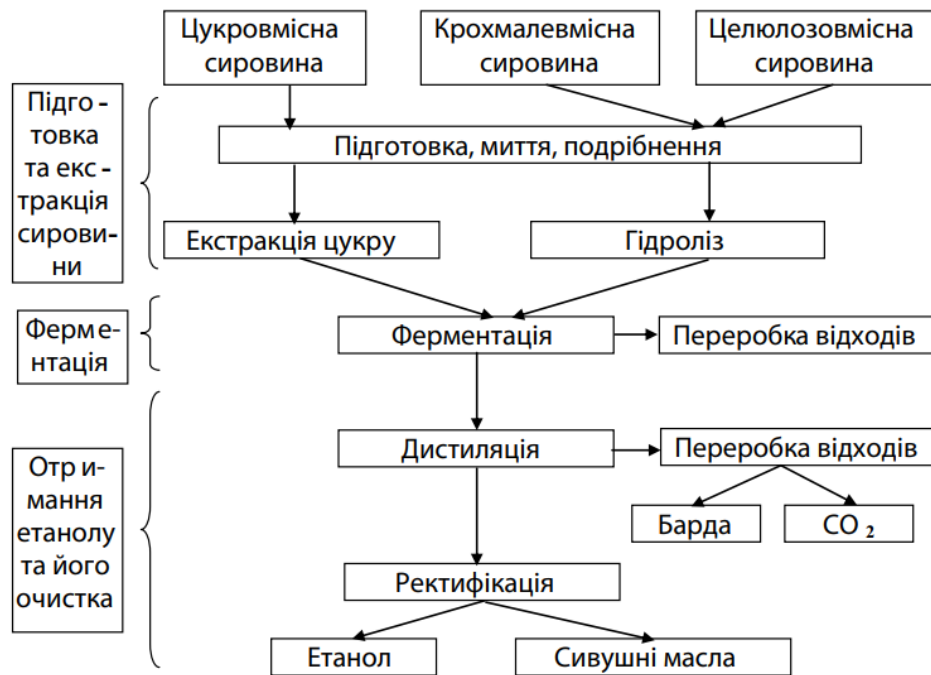 Цукровмісна
сировина
Крохмалевмісна
сировина
Целюлозовмісна
сировина
Підго-
товка
та екс-
тракція
сирови-
ни
Підготовка, миття, подрібнення
Екстракція цукру
Гідроліз
Ферме-
нтація
Ферментація
Переробка відходів
Отри-
мання
етанолу
та його
очистка
Дистиляція
Переробка відходів
Барда
СО 2
Ректифікація
Етанол
Сивушні масла